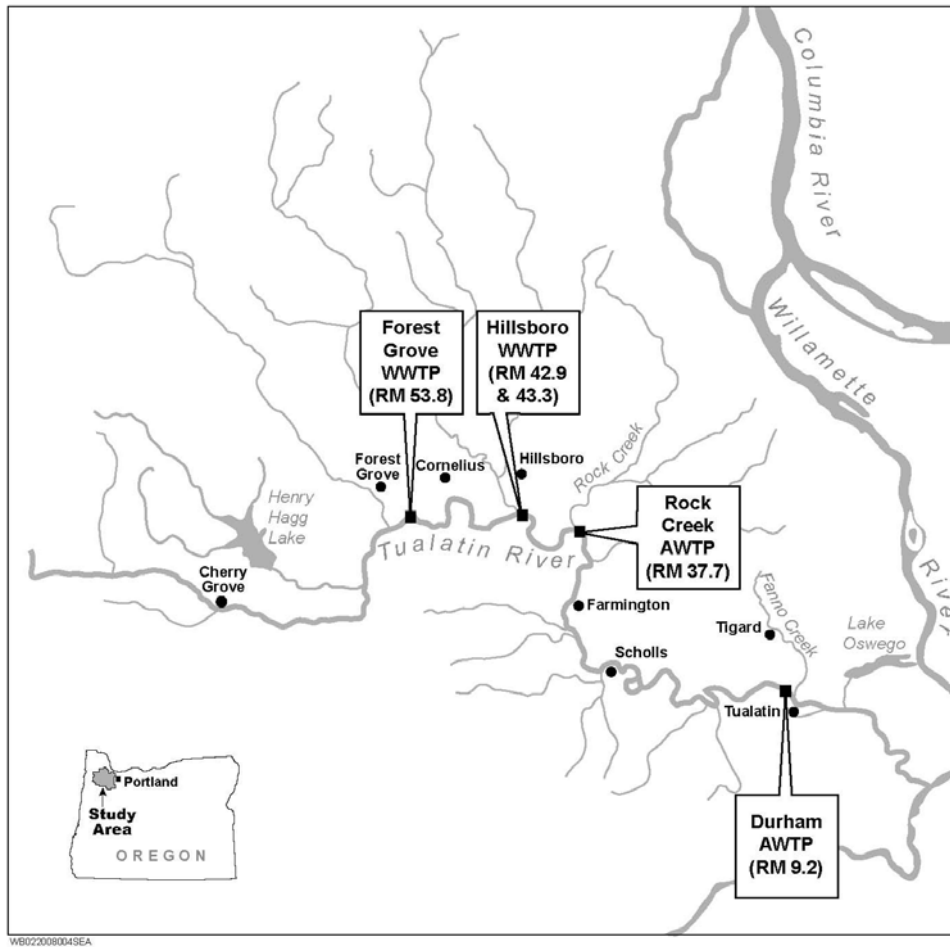 Columbia River
Willamette
River
Forest
Grove
WWTP
(RM 53.8)
Hillsboro
WWTP
(RM 42.9
& 43.3)
Forest
Grove
Cornelius
Hillsboro
Rock Creek
Henry
Hagg
Lake
Tualatin River
Rock
Creek
AWTP
(RM 37.7)
Cherry
Grove
Farmington
Fanno Creek
Tigard
Lake
Oswego
Scholls
Tualatin
Portland
Study
Area
OREGON
Durham
AWTP
(RM 9.2)
WB022008004SEA